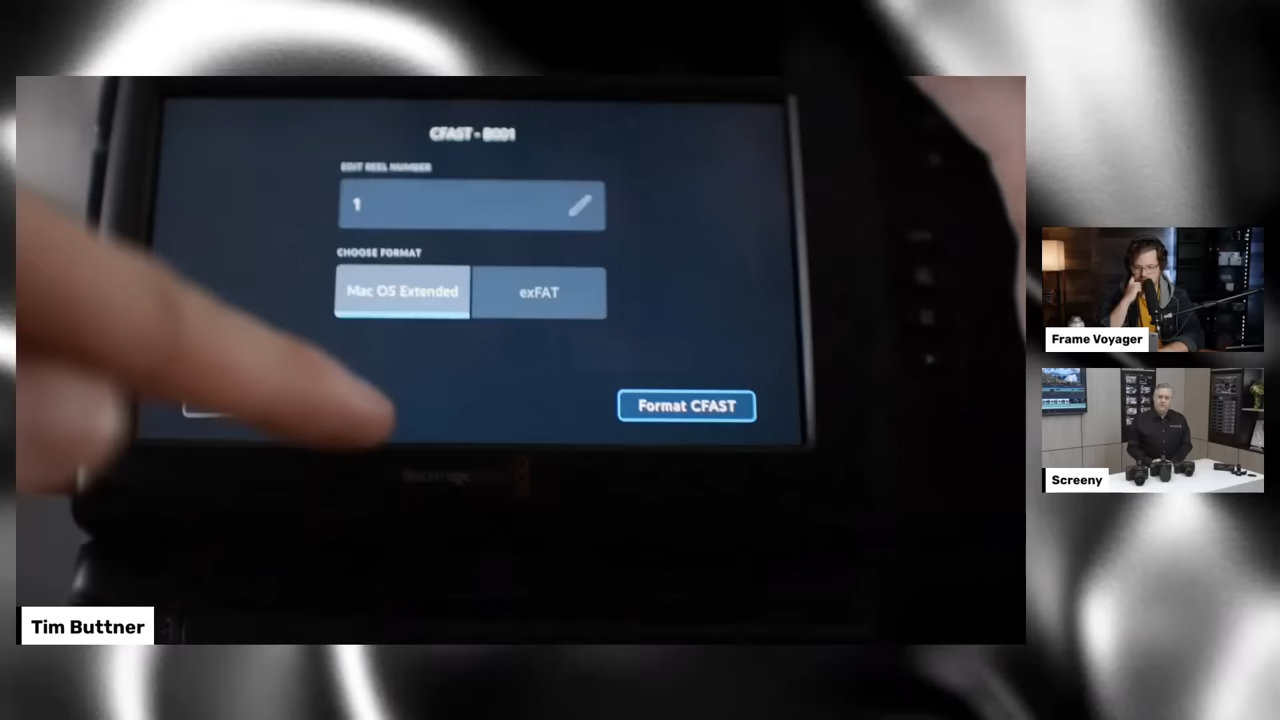 CFAST - B001
EDIT REEL NUMBER
1
CHOOSE FORMAT
Mac OS Extended
exFAT
Format CFAST
Tim Buttner
Frame Voyager
Screeny